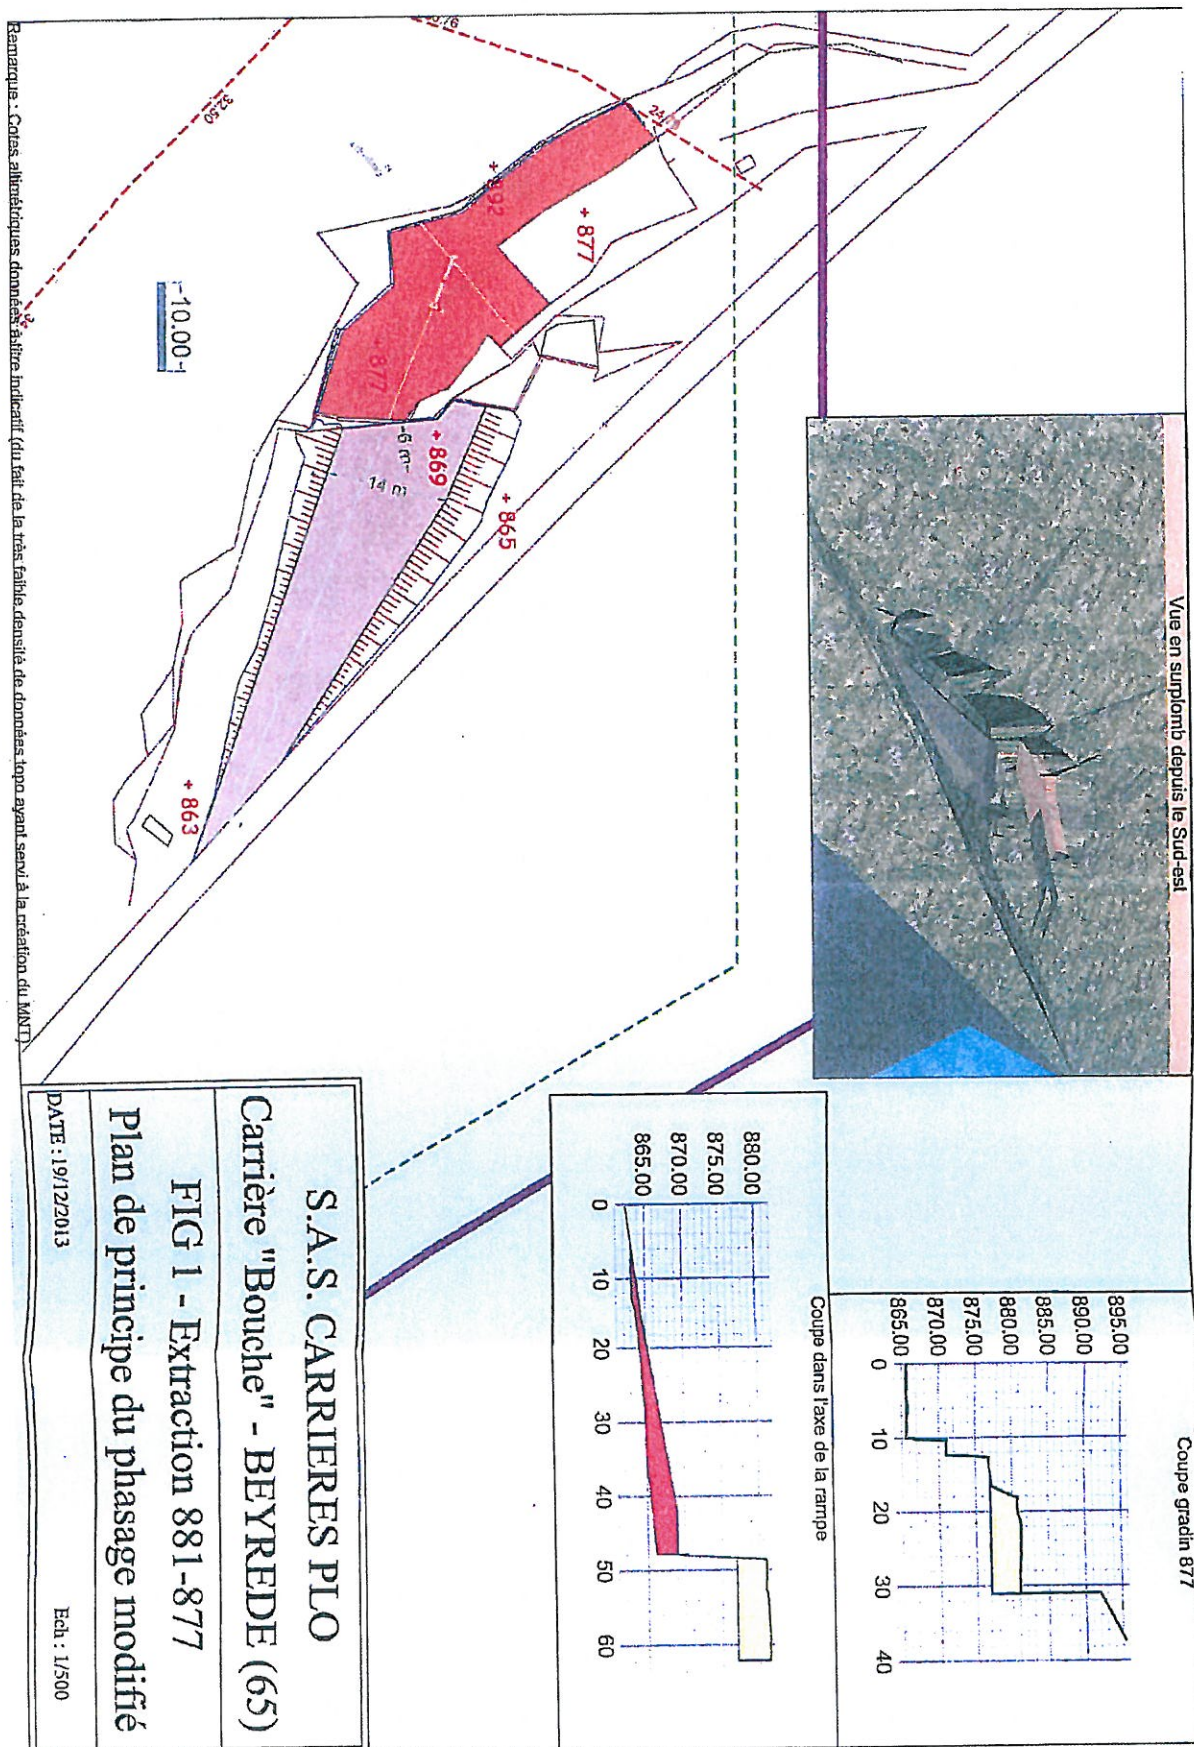 Vue en surplomb depuis le Sud-est
Coupe gradin 877
895.00
890.00
885.00
880.00
875.00
870.00
865.00
0
10
20
30
40
Coupe dans l'axe de la rampe
880.00
875.00
870.00
865.00
0
10
20
30
40
50
60
24 m
32.50
+ 892
+ 877
+ 877
-10.00-
6 m
14 m
+ 869
+ 865
+ 863
S.A.S. CARRIERES PLO
Carrière "Bouche" - BEYREDE (65)
FIG 1 - Extraction 881-877
Plan de principe du phasage modifié
DATE :19/12/2013
Ech : 1/500
Remarque : Cotes altimétriques données à titre indicatif (du fait de la très faible densité de données topo ayant servi à la création du MNT)